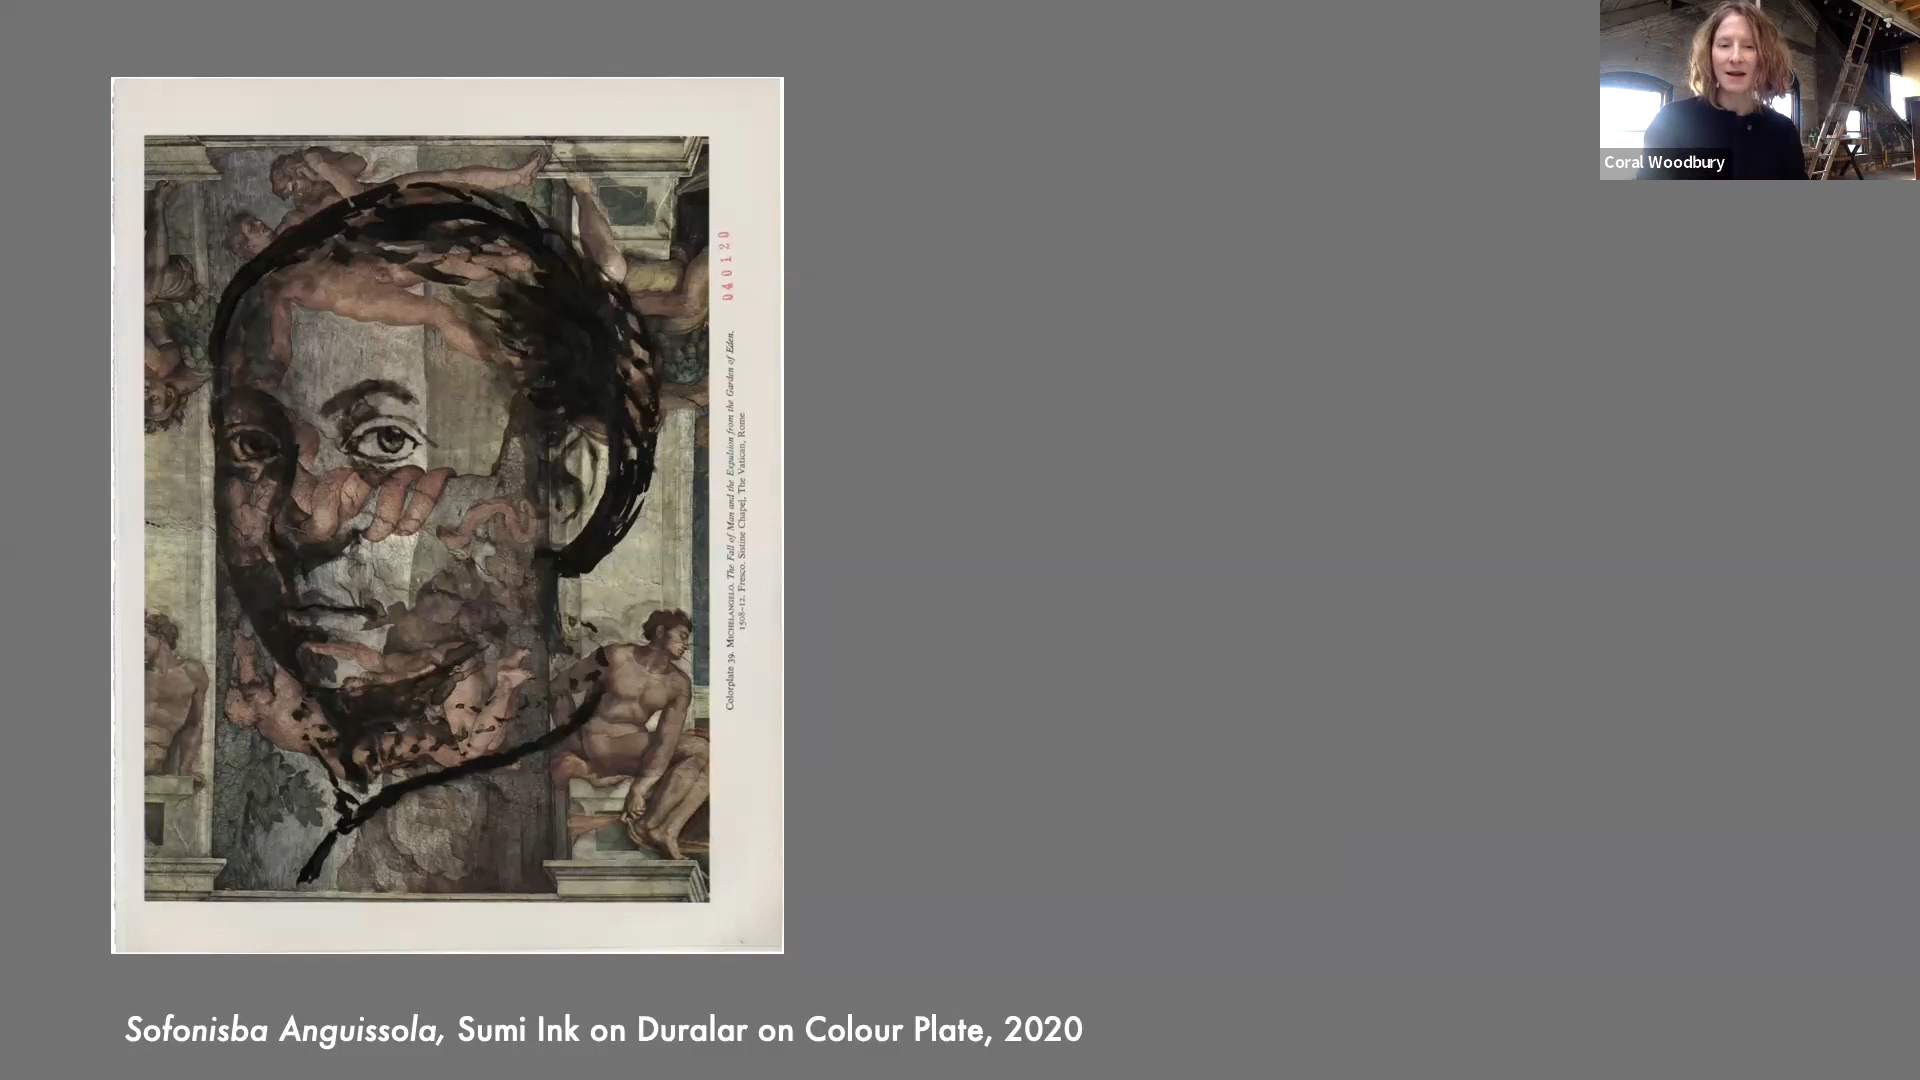 Coral Woodbury
040120
Colorplate 39. MICHELANGELO. The Fall of Man and the Expulsion from the Garden of Eden.
1508–12. Fresco. Sistine Chapel, The Vatican, Rome
Sofonisba Anguissola, Sumi Ink on Duralar on Colour Plate, 2020